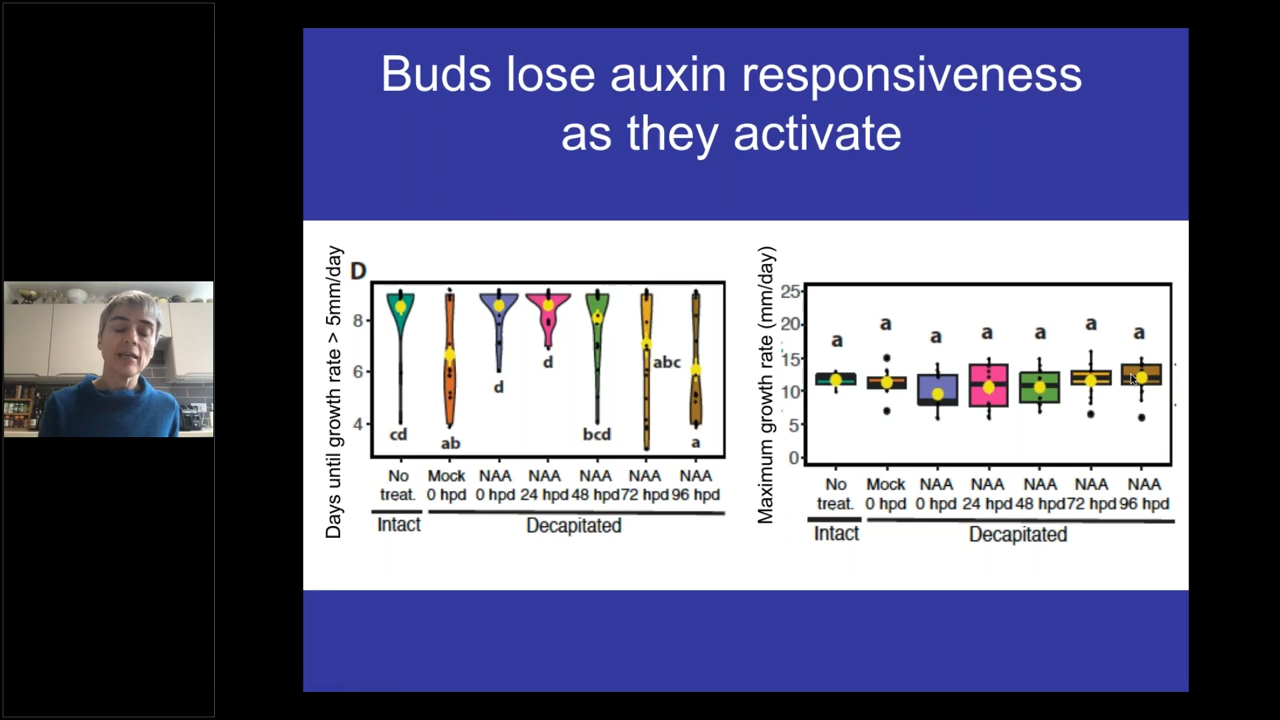 Buds lose auxin responsiveness
as they activate
D
Days until growth rate > 5mm/day
8
6
4
cd
ab
d
d
bcd
abc
a
No Mock NAA NAA NAA NAA NAA
treat. 0 hpd 0 hpd 24 hpd 48 hpd 72 hpd 96 hpd
Intact Decapitated
Maximum growth rate (mm/day)
25
20
15
10
5
0
a a a a a a a
No Mock NAA NAA NAA NAA NAA
treat. 0 hpd 0 hpd 24 hpd 48 hpd 72 hpd 96 hpd
Intact Decapitated